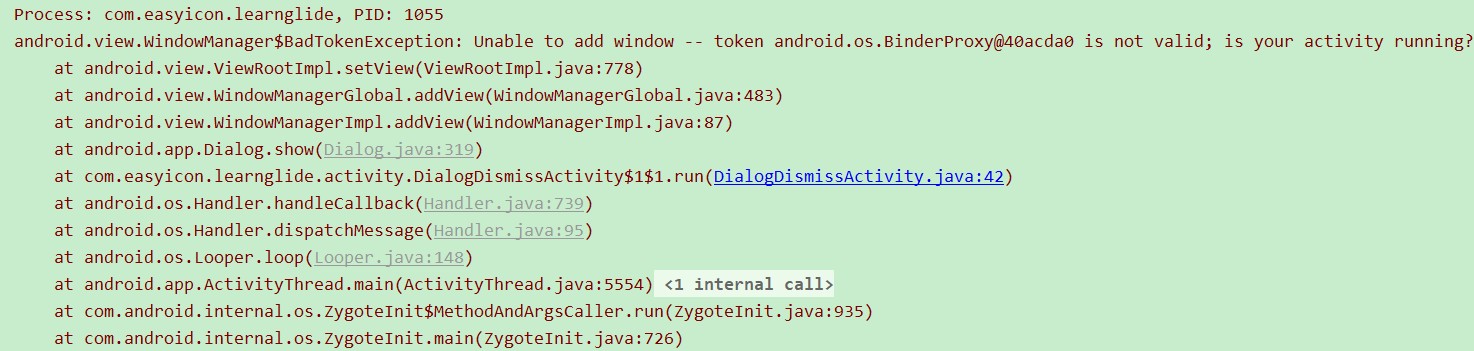 Process: com.easyicon.learnglide, PID: 1055
android.view.WindowManager$BadTokenException: Unable to add window -- token android.os.BinderProxy@40acda0 is not valid; is your activity running?
at android.view.ViewRootImpl.setView(ViewRootImpl.java:778)
at android.view.WindowManagerGlobal.addView(WindowManagerGlobal.java:483)
at android.view.WindowManagerImpl.addView(WindowManagerImpl.java:87)
at android.app.Dialog.show(Dialog.java:319)
at com.easyicon.learnglide.activity.DialogDismissActivity$1$1.run(DialogDismissActivity.java:42)
at android.os.Handler.handleCallback(Handler.java:739)
at android.os.Handler.dispatchMessage(Handler.java:95)
at android.os.Looper.loop(Looper.java:148)
at android.app.ActivityThread.main(ActivityThread.java:5554) <1 internal call>
at com.android.internal.os.ZygoteInit$MethodAndArgsCaller.run(ZygoteInit.java:935)
at com.android.internal.os.ZygoteInit.main(ZygoteInit.java:726)